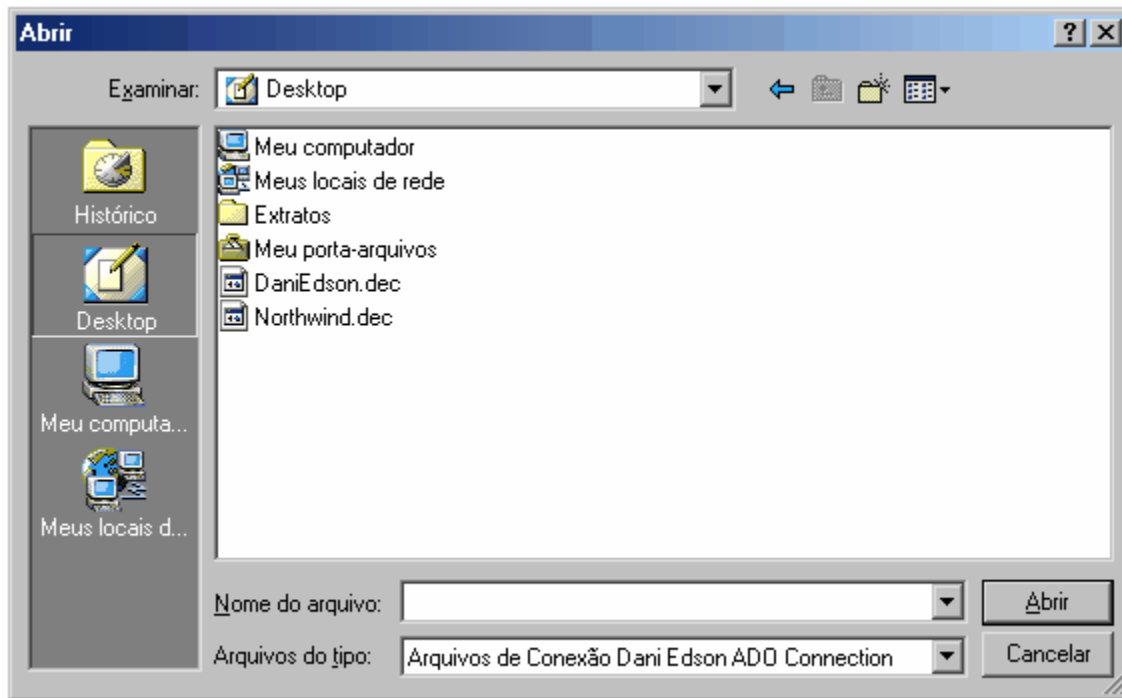 Abrir
Examinar: Desktop
Histórico
Desktop
Meu computa...
Meus locais d...
Meu computador
Meus locais de rede
Extratos
Meu porta-arquivos
DaniEdson.dec
Northwind.dec
Nome do arquivo:
Abrir
Arquivos do tipo: Arquivos de Conexão Dani Edson ADO Connection
Cancelar